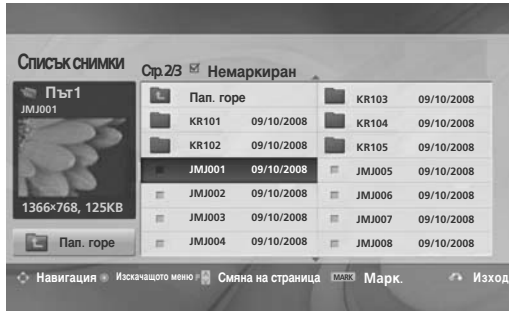 Списък снимки
Стр.2/3 Немаркиран
Път1
JMJ001
1366×768, 125KB
Пап. горе
Пап. горе
KR101 09/10/2008
KR102 09/10/2008
JMJ001 09/10/2008
JMJ002 09/10/2008
JMJ003 09/10/2008
JMJ004 09/10/2008
KR103 09/10/2008
KR104 09/10/2008
KR105 09/10/2008
JMJ005 09/10/2008
JMJ006 09/10/2008
JMJ007 09/10/2008
JMJ008 09/10/2008
Навигация Изскачащото меню P Смяна на страница MARK Марк. Изход